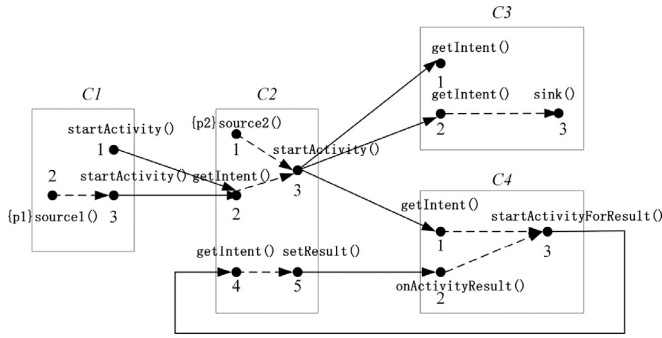 C3
getIntent()
1
getIntent()
sink()
2
3
C1
startActivity()
1
2
startActivity()
{p1}source1()
3
C2
{p2}source2()
1
startActivity()
getIntent()
2
3
getIntent()
setResult()
4
5
C4
getIntent()
startActivityForResult()
1
3
onActivityResult()
2